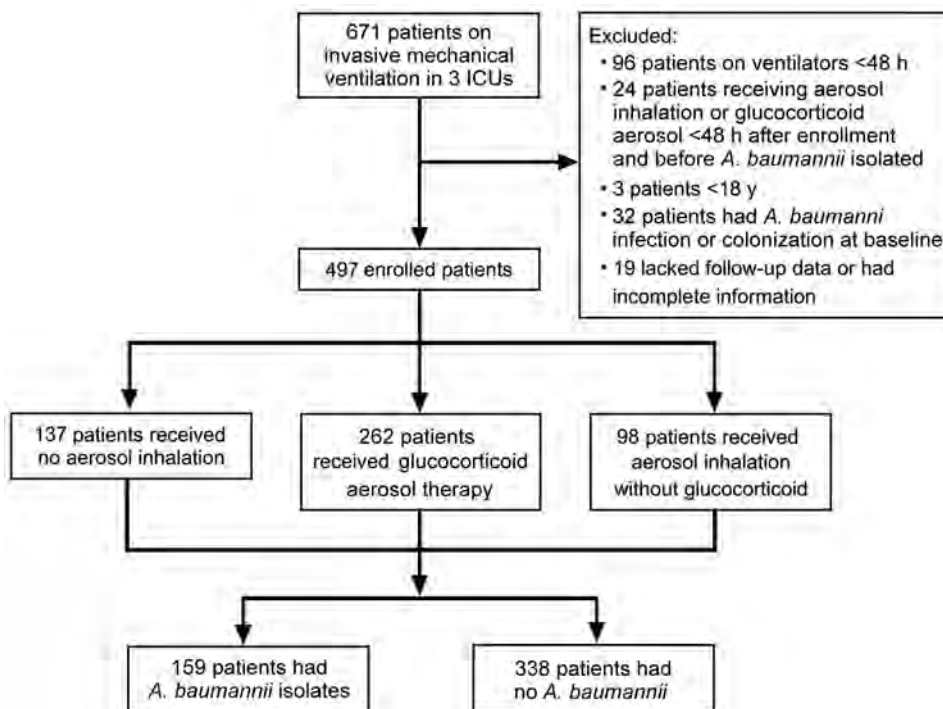 671 patients on
invasive mechanical
ventilation in 3 ICUs
Excluded:
• 96 patients on ventilators <48 h
• 24 patients receiving aerosol
inhalation or glucocorticoid
aerosol <48 h after enrollment
and before A. baumannii isolated
• 3 patients <18 y
• 32 patients had A. baumanni
infection or colonization at baseline
• 19 lacked follow-up data or had
incomplete information
497 enrolled patients
137 patients received
no aerosol inhalation
262 patients
received glucocorticoid
aerosol therapy
98 patients received
aerosol inhalation
without glucocorticoid
159 patients had
A. baumannii isolates
338 patients had
no A. baumannii